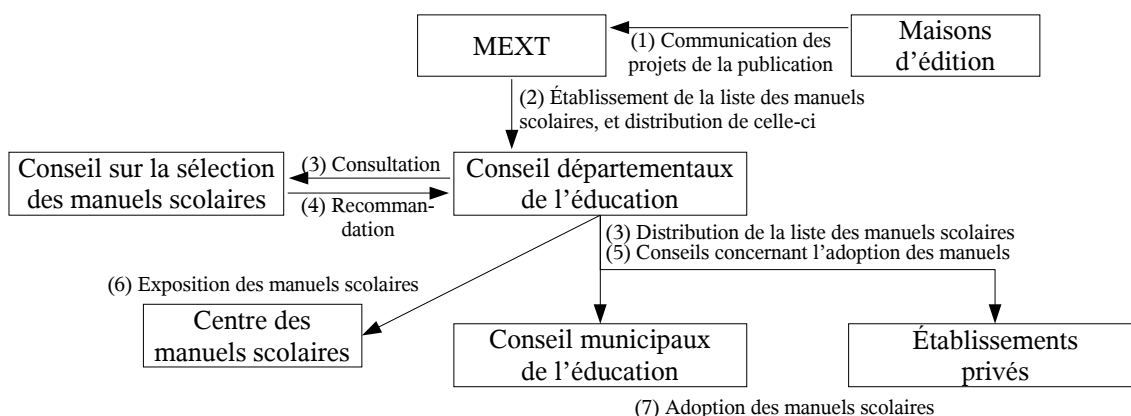 MEXT
(1) Communication des
projets de la publication
Maisons
d’édition
(2) Établissement de la liste des manuels
scolaires, et distribution de celle-ci
Conseil sur la sélection
des manuels scolaires
(3) Consultation
(4) Recomman-
dation
Conseil départementaux
de l’éducation
(3) Distribution de la liste des manuels scolaires
(5) Conseils concernant l’adoption des manuels
(6) Exposition des manuels scolaires
Centre des
manuels scolaires
Conseil municipaux
de l’éducation
Établissements
privés
(7) Adoption des manuels scolaires